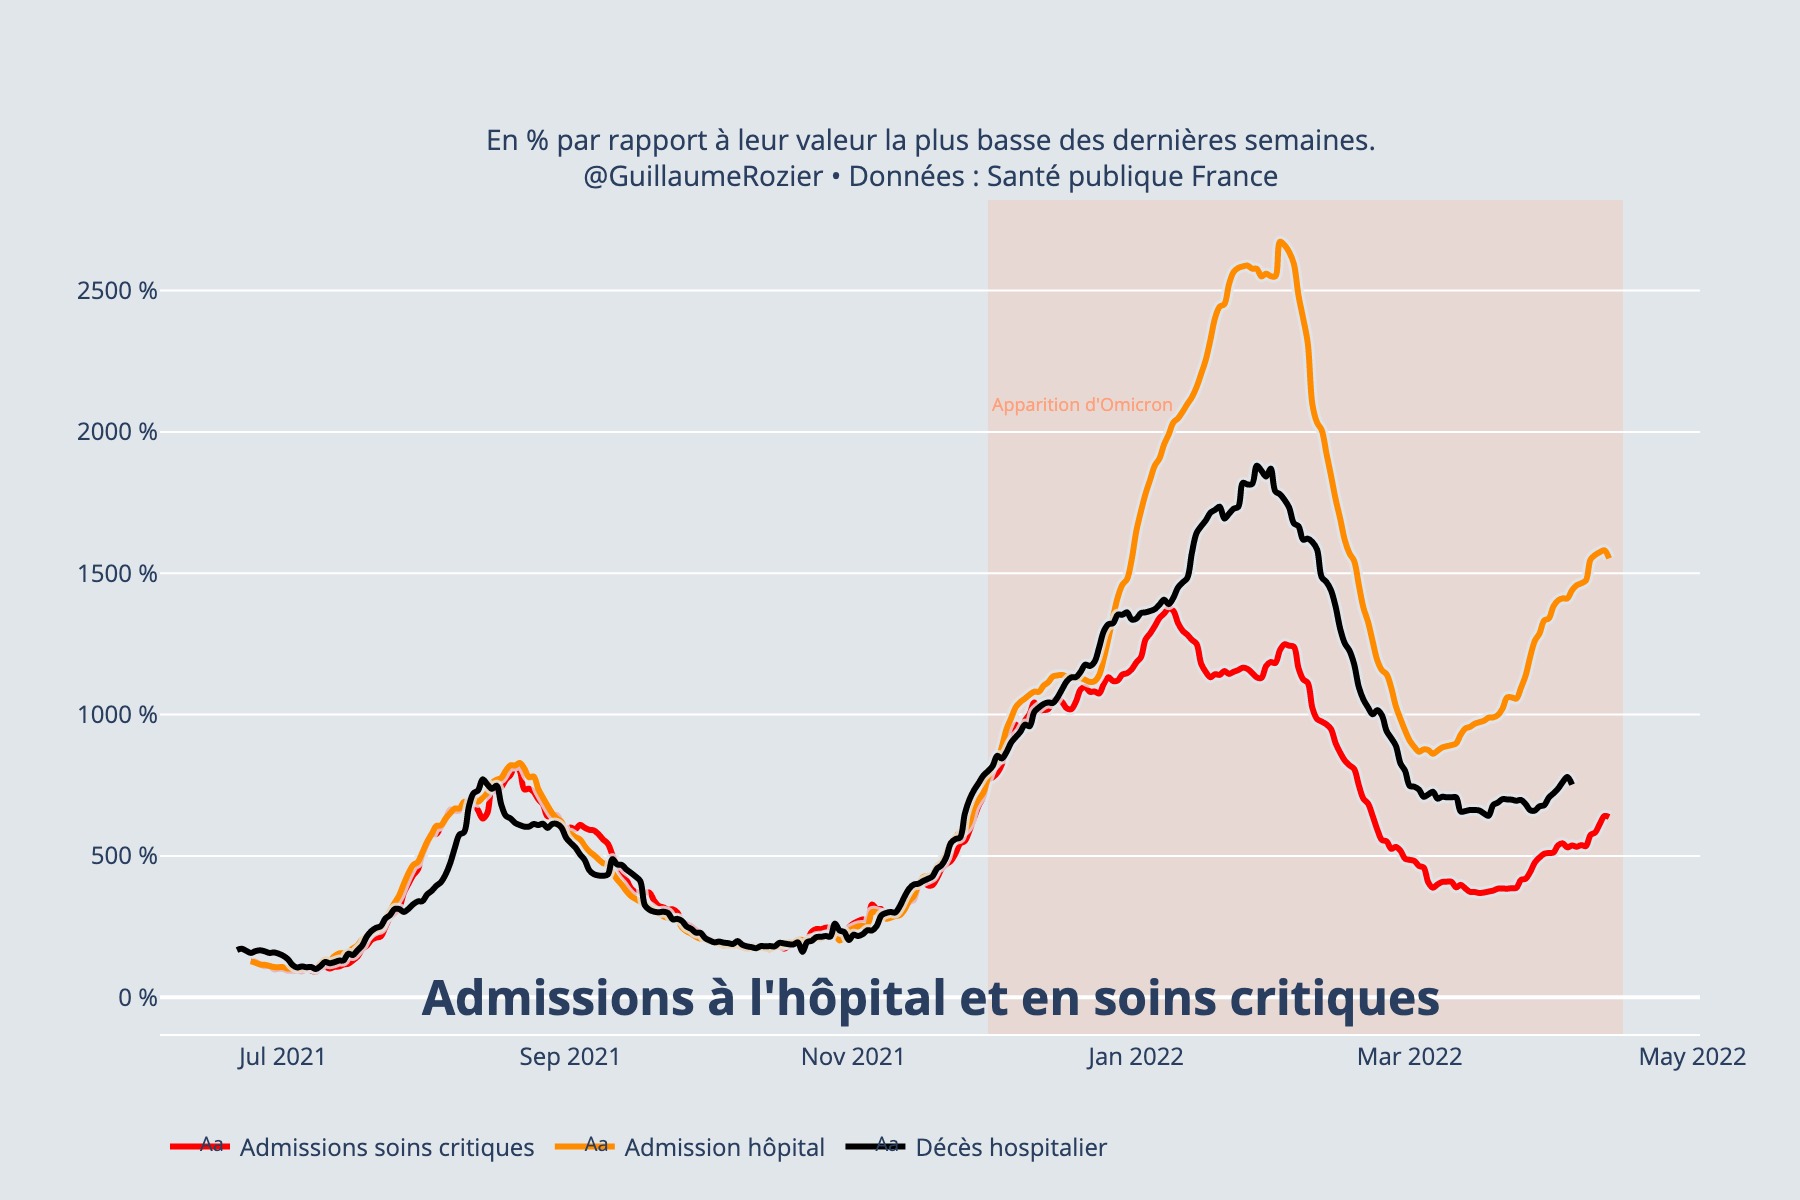 En % par rapport à leur valeur la plus basse des dernières semaines.
@GuillaumeRozier • Données : Santé publique France
2500 %
Apparition d'Omicron
2000 %
1500 %
1000 %
500 %
0 %
Admissions à l'hôpital et en soins critiques
Jul 2021
Sep 2021
Nov 2021
Jan 2022
Mar 2022
May 2022
Aa Admissions soins critiques
Aa Admission hôpital
Aa Décès hospitalier